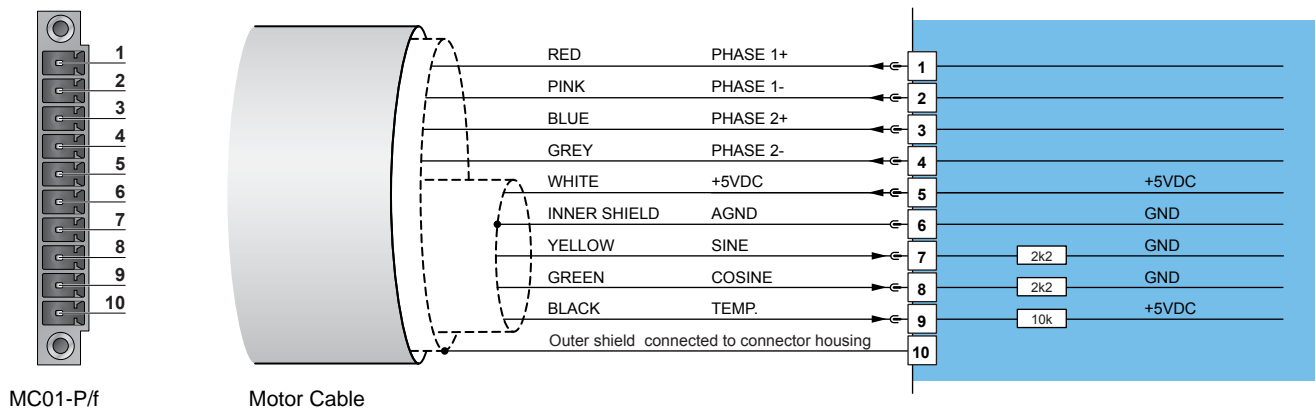 1
2
3
4
5
6
7
8
9
10
MC01-P/f
Motor Cable
RED PHASE 1+ 1
PINK PHASE 1- 2
BLUE PHASE 2+ 3
GREY PHASE 2- 4
WHITE +5VDC 5 +5VDC
INNER SHIELD AGND 6 GND
YELLOW SINE 7 2k2 GND
GREEN COSINE 8 2k2 GND
BLACK TEMP. 9 10k +5VDC
Outer shield connected to connector housing 10